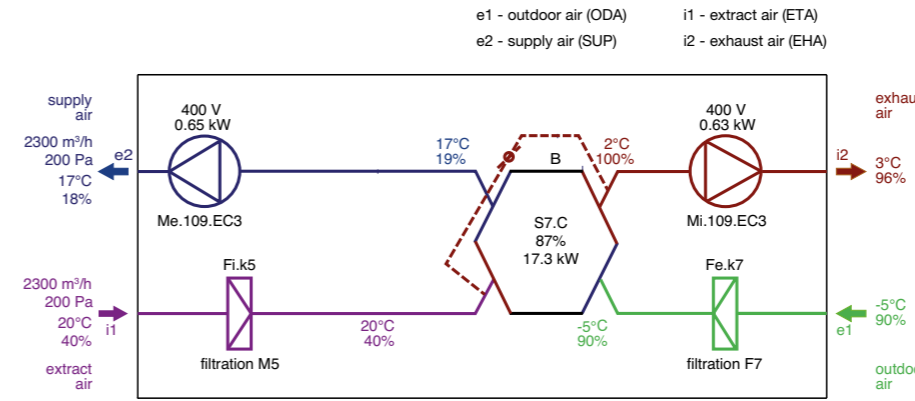 e1 - outdoor air (ODA)
i1 - extract air (ETA)
e2 - supply air (SUP)
i2 - exhaust air (EHA)
supply
air
2300 m³/h
200 Pa
17°C
18%
e2
400 V
0.65 kW
Me.109.EC3
17°C
19%
B
2°C
100%
400 V
0.63 kW
Mi.109.EC3
exhau
air
i2
3°C
96%
S7.C
87%
17.3 kW
2300 m³/h
200 Pa
20°C
40%
i1
extract
air
Fi.k5
filtration M5
20°C
40%
-5°C
90%
Fe.k7
filtration F7
-5°C
90%
e1
outdo
air